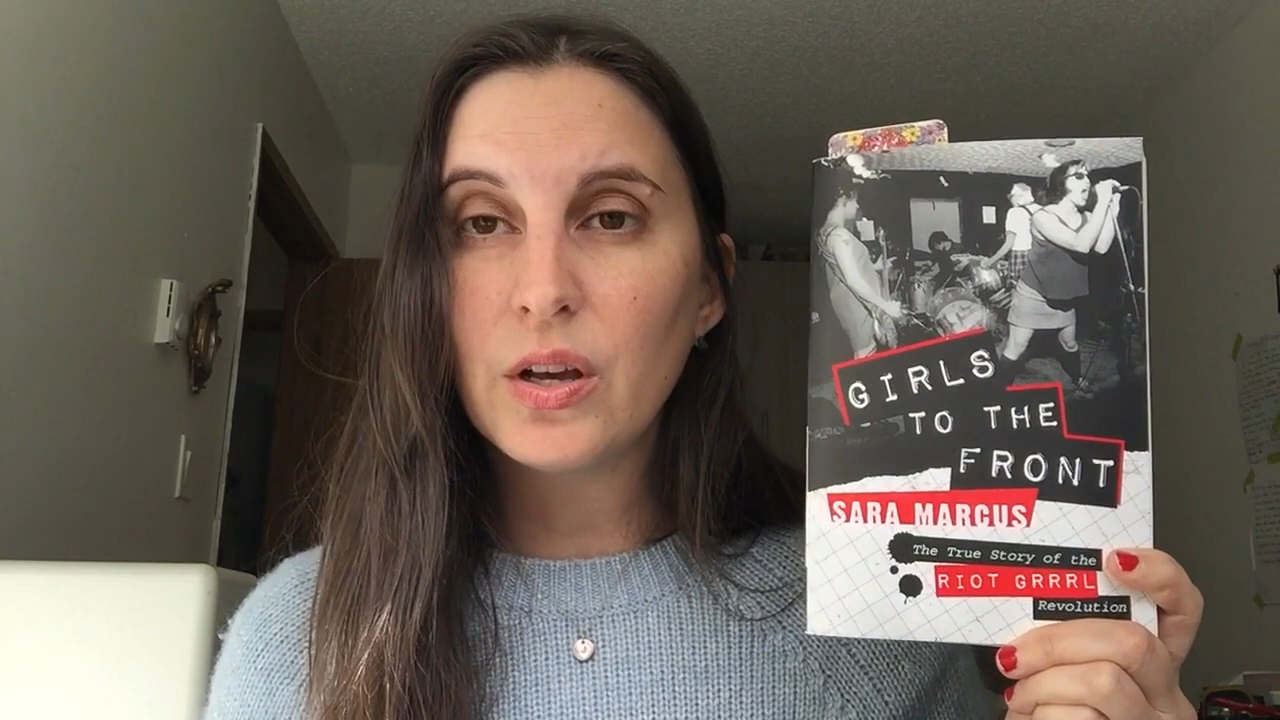 GIRLS
TO THE
FRONT
SARA MARCUS
The True Story of the
RIOT GRRRL
Revolution